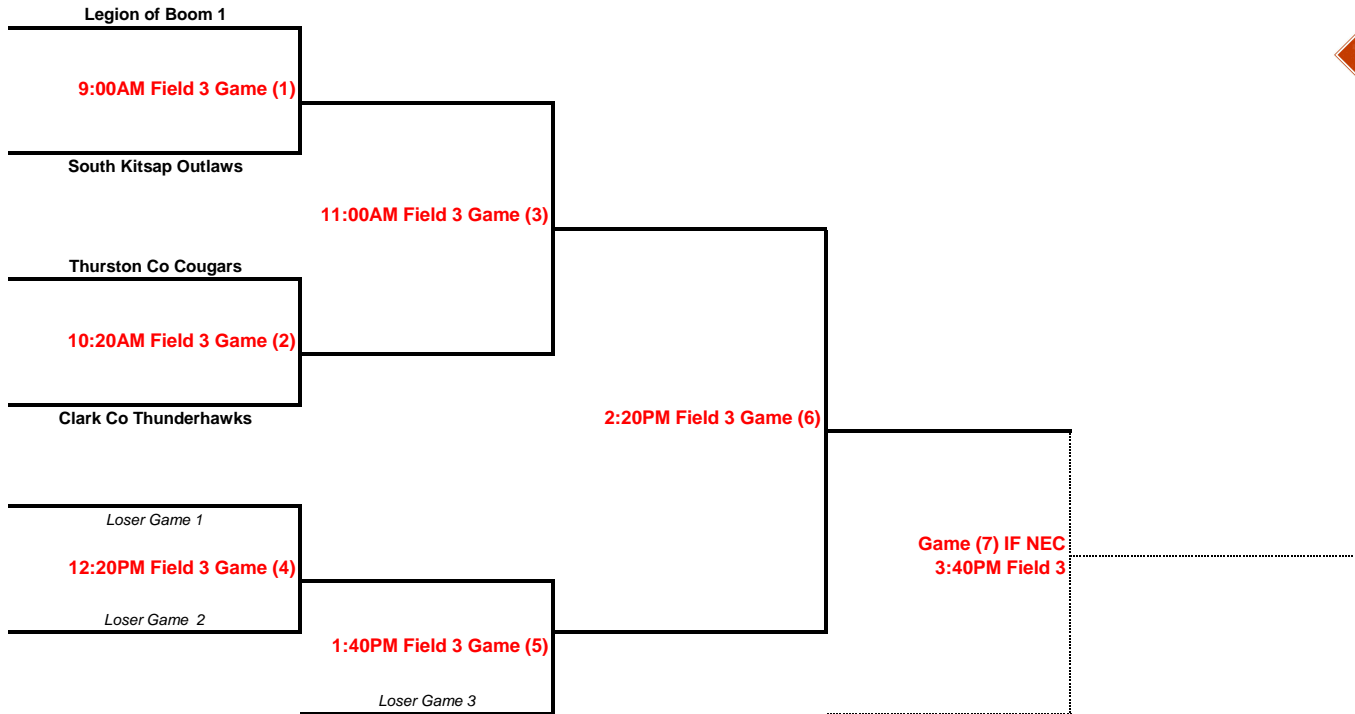 Legion of Boom 1
9:00AM Field 3 Game (1)
South Kitsap Outlaws
11:00AM Field 3 Game (3)
Thurston Co Cougars
10:20AM Field 3 Game (2)
Clark Co Thunderhawks
2:20PM Field 3 Game (6)
Loser Game 1
12:20PM Field 3 Game (4)
Loser Game 2
Game (7) IF NEC
3:40PM Field 3
1:40PM Field 3 Game (5)
Loser Game 3